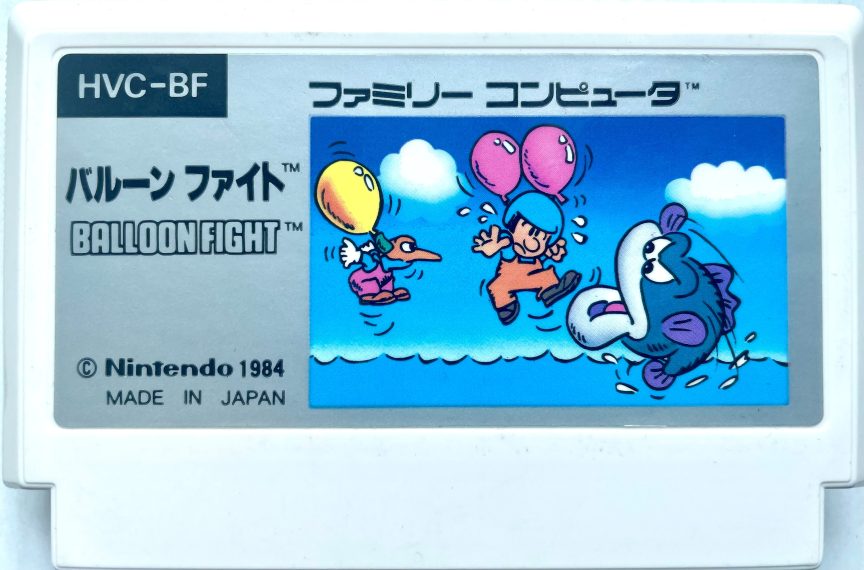 HVC-BF
ファミリー コンピュータ™
バルーン ファイト™
BALLOON FIGHT™
© Nintendo 1984
MADE IN JAPAN